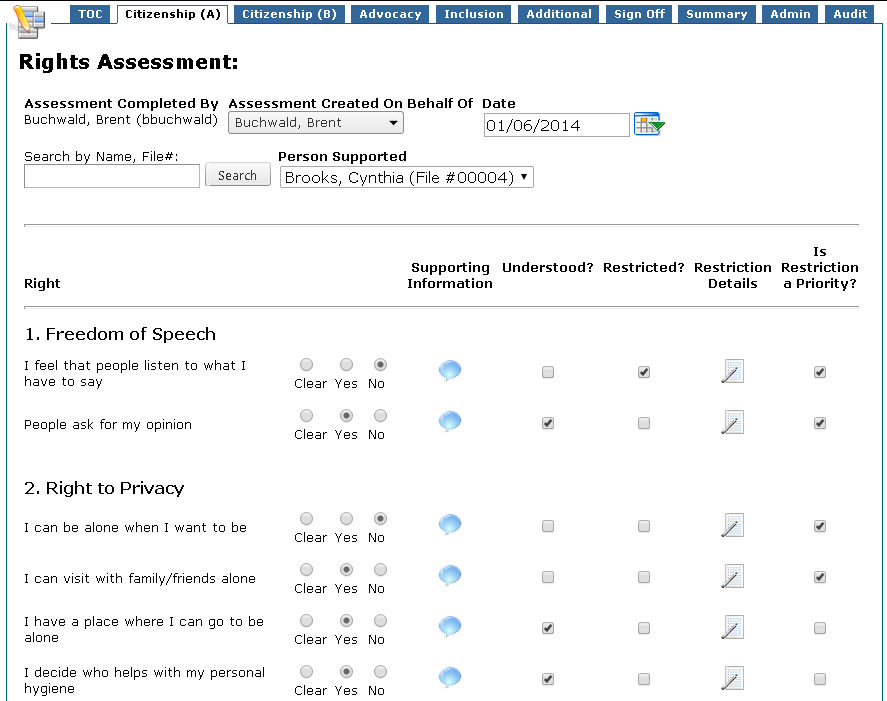 TOC Citizenship (A) Citizenship (B) Advocacy Inclusion Additional Sign Off Summary Admin Audit
Rights Assessment:
Assessment Completed By Assessment Created On Behalf Of Date
Buchwald, Brent (bbuchwald) Buchwald, Brent 01/06/2014
Search by Name, File#: Person Supported
Search Brooks, Cynthia (File #00004)
Is
Supporting Understood? Restricted? Restriction Restriction
Right Information Details a Priority?
1. Freedom of Speech
I feel that people listen to what I
have to say Clear Yes No
People ask for my opinion
Clear Yes No
2. Right to Privacy
I can be alone when I want to be
Clear Yes No
I can visit with family/friends alone
Clear Yes No
I have a place where I can go to be
alone Clear Yes No
I decide who helps with my personal
hygiene Clear Yes No